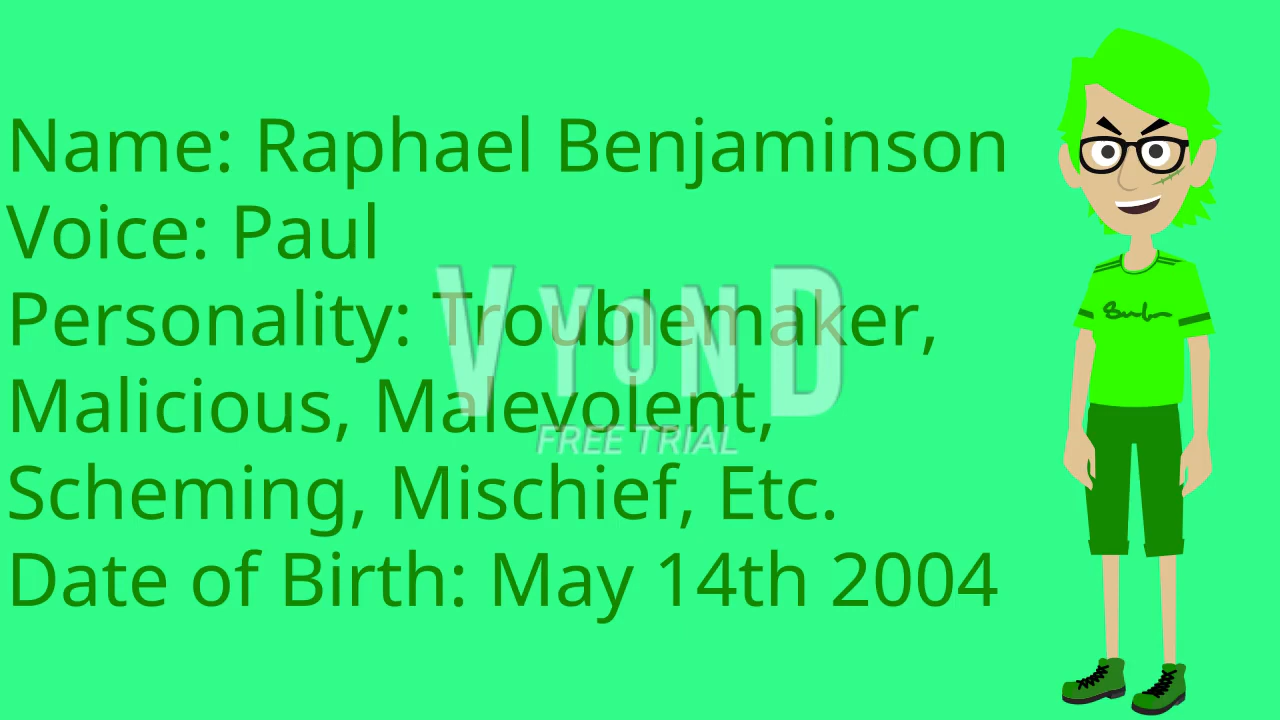 Name: Raphael Benjaminson
Voice: Paul
Personality: Troublemaker,
Malicious, Malevolent,
Scheming, Mischief, Etc.
Date of Birth: May 14th 2004
VYOND
FREE TRIAL